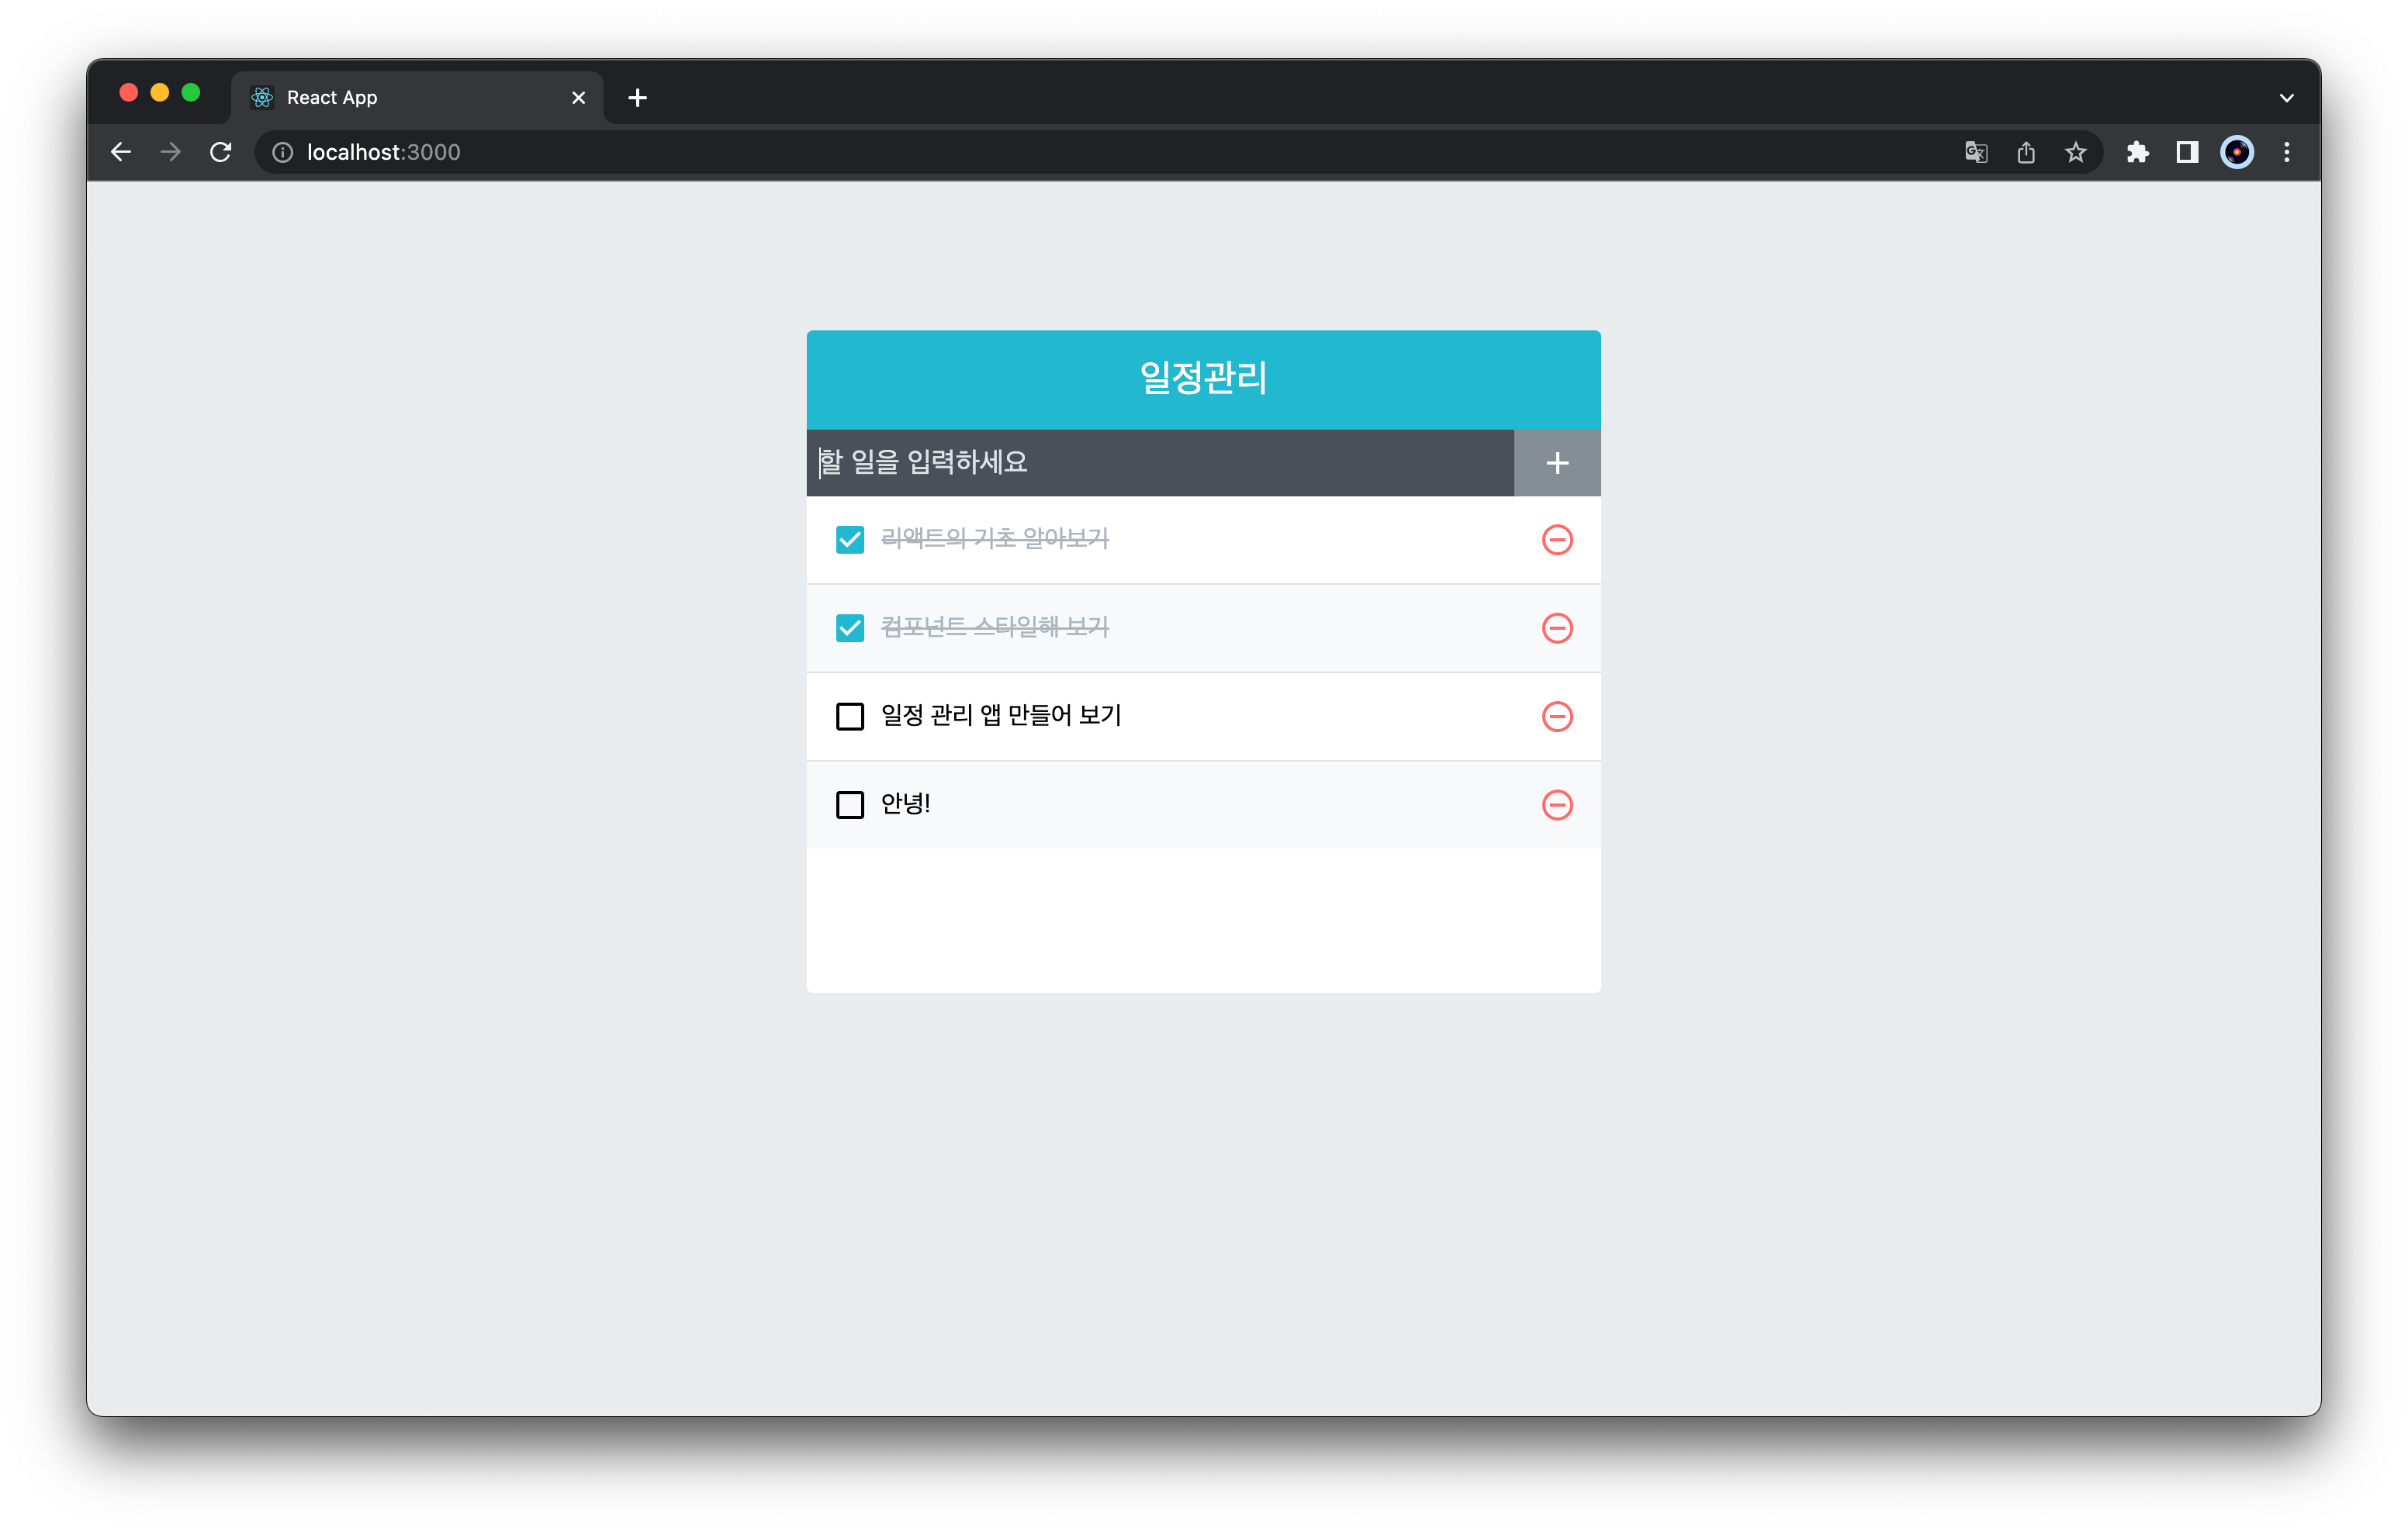 React App
localhost:3000
일정관리
할 일을 입력하세요
리액트의 기초 알아보기
컴포넌트 스타일해 보기
일정 관리 앱 만들어 보기
안녕!